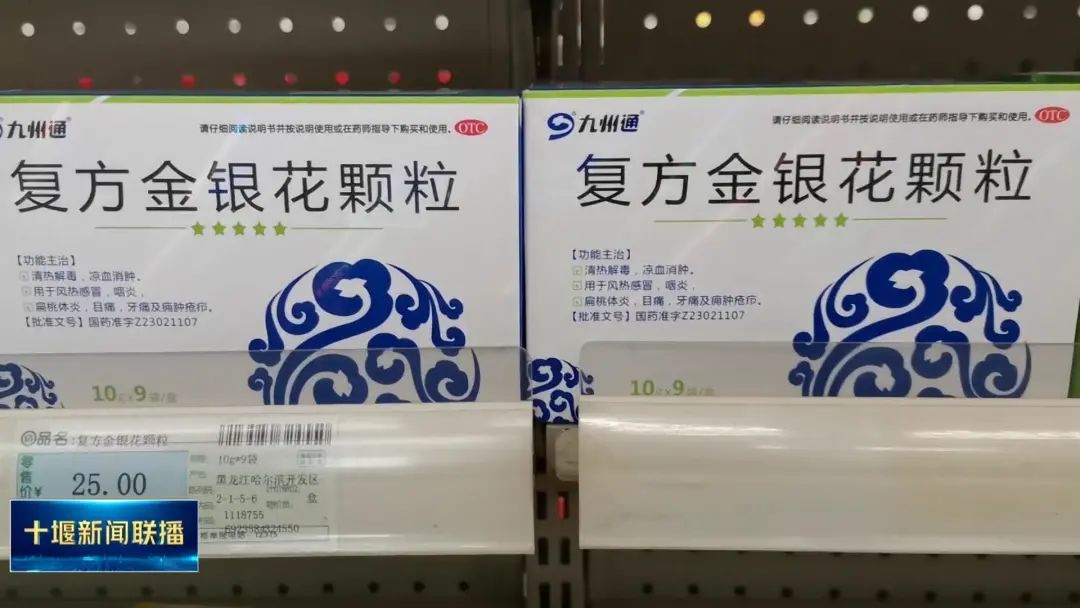 九州通
请仔细阅读说明书并按说明使用或在药师指导下购买和使用。
OTC
复方金银花颗粒
【功能主治】
清热解毒，凉血消肿。
用于风热感冒，咽炎，
扁桃体炎，目痛，牙痛及痈肿疮疖。
【批准文号】国药准字Z23021107
10克×9袋/盒
九州通
请仔细阅读说明书并按说明使用或在药师指导下购买和使用。
OTC
复方金银花颗粒
【功能主治】
清热解毒，凉血消肿。
用于风热感冒，咽炎，
扁桃体炎，目痛，牙痛及痈肿疮疖。
【批准文号】国药准字Z23021107
10克×9袋/盒
品名:复方金银花颗粒
零售价¥
25.00
10g*9袋
黑龙江哈尔滨开发区
2-1-5-6
盒
1118755
十堰新闻联播